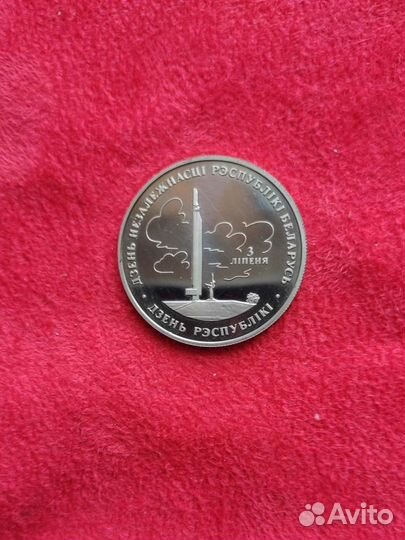 ДЗЕНЬ НЕЗАЛЕЖНАСЦІ РЭСПУБЛІКІ БЕЛАРУСЬ
3
ЛІПЕНЯ
· ДЗЕНЬ РЭСПУБЛІКІ ·
Avito